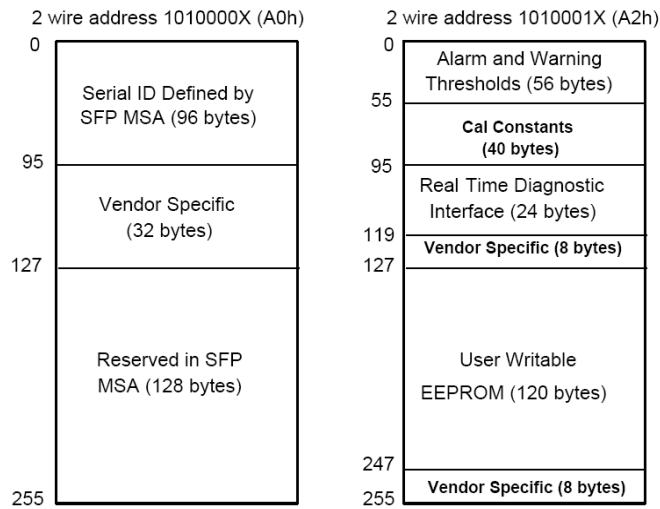 2 wire address 1010000X (A0h)
0
Serial ID Defined by
SFP MSA (96 bytes)
95
Vendor Specific
(32 bytes)
127
Reserved in SFP
MSA (128 bytes)
255
2 wire address 1010001X (A2h)
0
Alarm and Warning
Thresholds (56 bytes)
55
Cal Constants
(40 bytes)
95
Real Time Diagnostic
Interface (24 bytes)
119
Vendor Specific (8 bytes)
127
User Writable
EEPROM (120 bytes)
247
Vendor Specific (8 bytes)
255